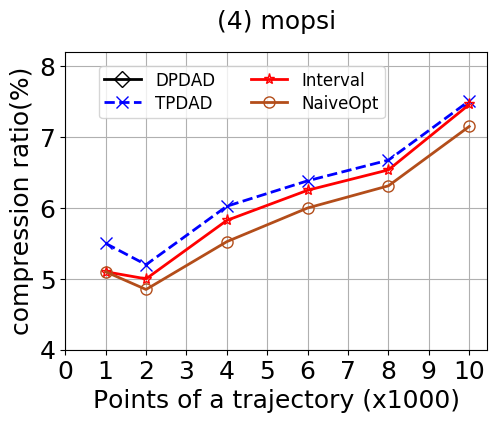 (4) mopsi
compression ratio(%)
8
7
6
5
4
DPDAD
TPDAD
Interval
NaiveOpt
0 1 2 3 4 5 6 7 8 9 10
Points of a trajectory (x1000)